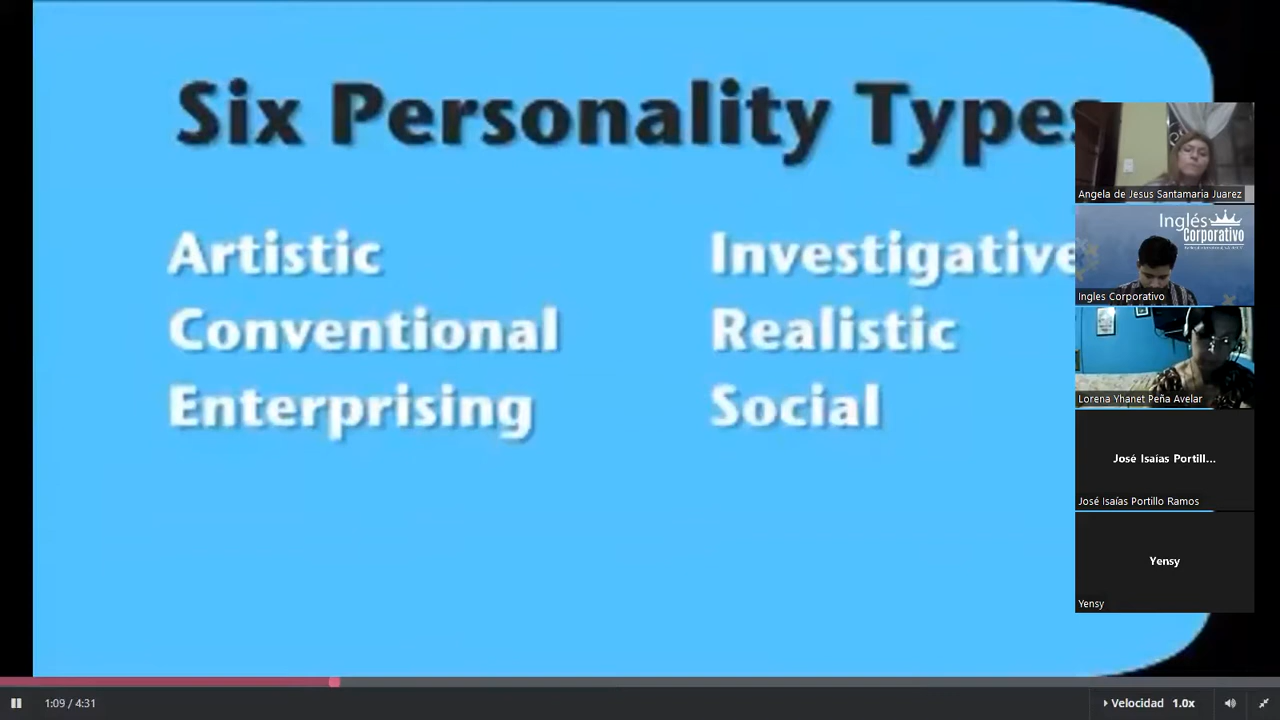 Six Personality Types
Artistic
Investigative
Conventional
Realistic
Enterprising
Social
Angela de Jesus Santamaria Juarez
Inglés
Corporativo
Ingles Corporativo
Lorena Yhanet Peña Avelar
José Isaías Portill...
José Isaías Portillo Ramos
Yensy
Yensy
1:09 / 4:31
Velocidad 1.0x